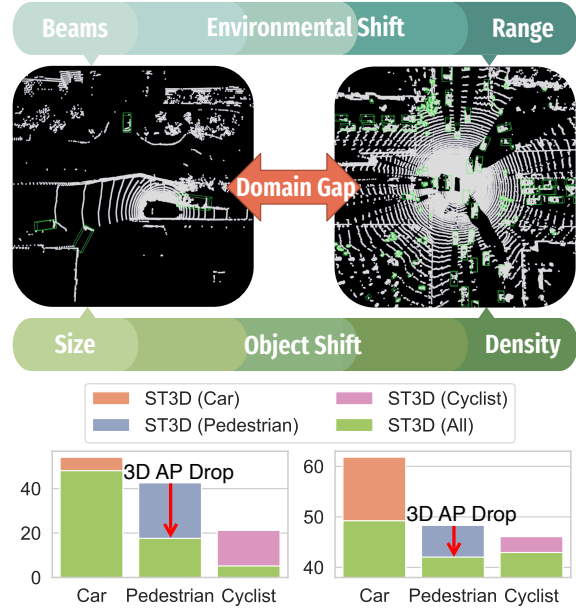 Beams Environmental Shift Range
Domain Gap
Size Object Shift Density
ST3D (Car) ST3D (Cyclist)
ST3D (Pedestrian) ST3D (All)
3D AP Drop
40
20
0
Car Pedestrian Cyclist
3D AP Drop
60
50
40
Car Pedestrian Cyclist